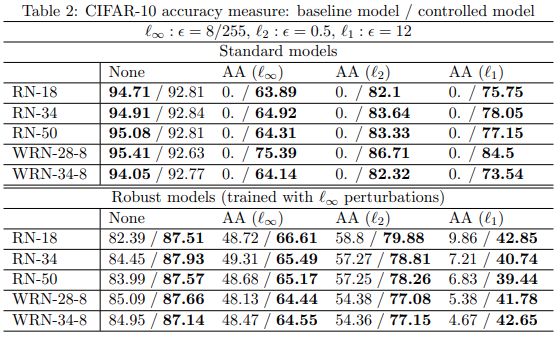 Table 2: CIFAR-10 accuracy measure: baseline model / controlled model
ℓ∞ : ϵ = 8/255, ℓ2 : ϵ = 0.5, ℓ1 : ϵ = 12
Standard models
None AA (ℓ∞) AA (ℓ2) AA (ℓ1)
RN-18 94.71 / 92.81 0. / 63.89 0. / 82.1 0. / 75.75
RN-34 94.91 / 92.84 0. / 64.92 0. / 83.64 0. / 78.05
RN-50 95.08 / 92.81 0. / 64.31 0. / 83.33 0. / 77.15
WRN-28-8 95.41 / 92.63 0. / 75.39 0. / 86.71 0. / 84.5
WRN-34-8 94.05 / 92.77 0. / 64.14 0. / 82.32 0. / 73.54
Robust models (trained with ℓ∞ perturbations)
None AA (ℓ∞) AA (ℓ2) AA (ℓ1)
RN-18 82.39 / 87.51 48.72 / 66.61 58.8 / 79.88 9.86 / 42.85
RN-34 84.45 / 87.93 49.31 / 65.49 57.27 / 78.81 7.21 / 40.74
RN-50 83.99 / 87.57 48.68 / 65.17 57.25 / 78.26 6.83 / 39.44
WRN-28-8 85.09 / 87.66 48.13 / 64.44 54.38 / 77.08 5.38 / 41.78
WRN-34-8 84.95 / 87.14 48.47 / 64.55 54.36 / 77.15 4.67 / 42.65